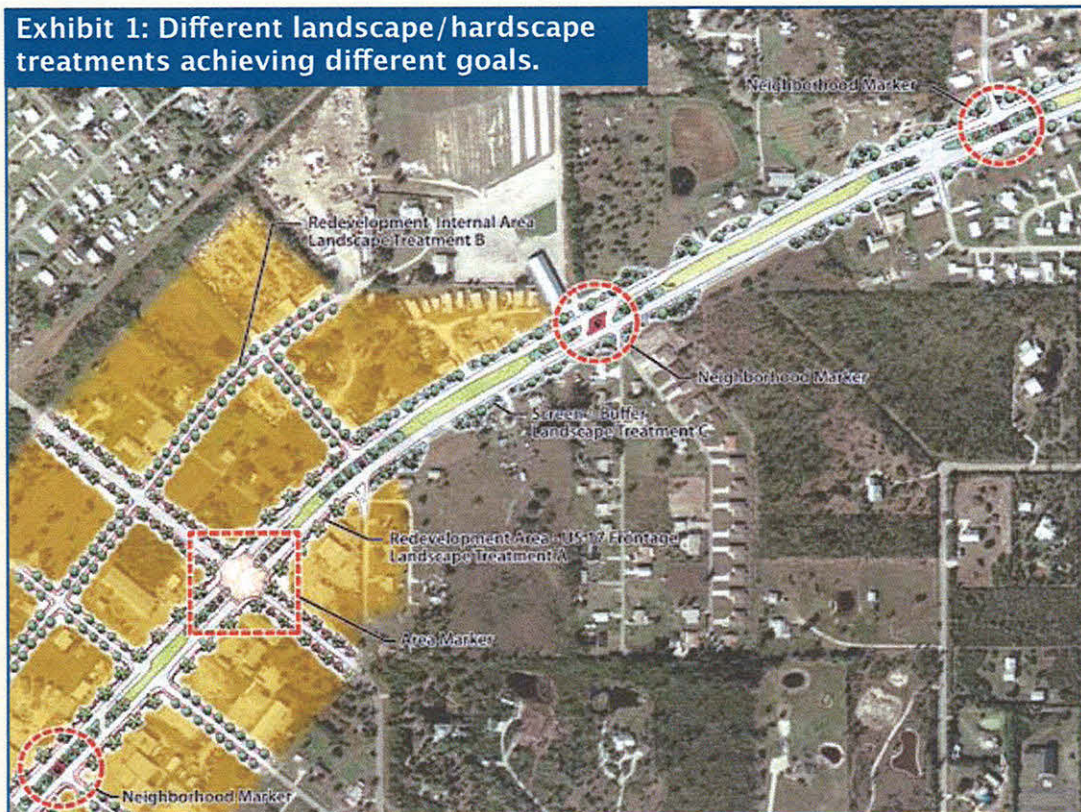 Exhibit 1: Different landscape/hardscape
treatments achieving different goals.
Neighborhood Marker
Redevelopment Internal Area
Landscape Treatment B
Neighborhood Marker
Screen - Buffer
Landscape Treatment C
Redevelopment Area - US-17 Frontage
Landscape Treatment A
Area Marker
Neighborhood Marker